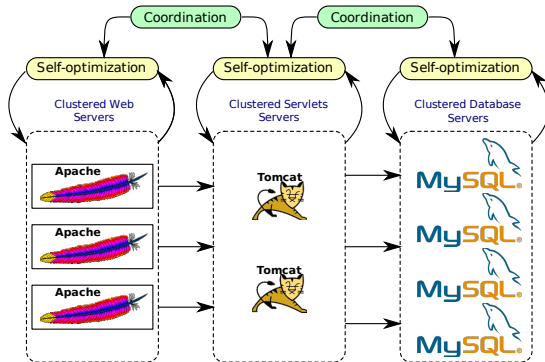 Coordination
Coordination
Self-optimization
Self-optimization
Self-optimization
Clustered Web
Servers
Clustered Servlets
Servers
Clustered Database
Servers
Apache
Apache
Apache
Tomcat
Tomcat
MySQL®
MySQL®
MySQL®
MySQL®